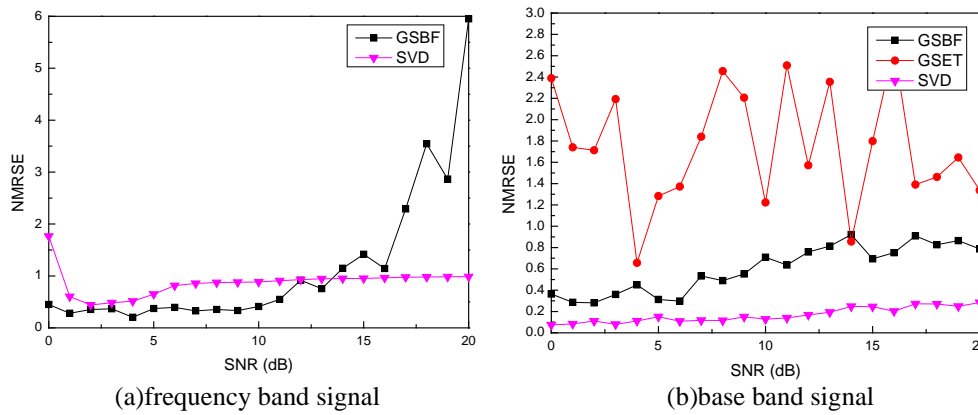 6
5
4
3
2
1
0
NMRSE
GSBF
SVD
0 5 10 15 20
SNR (dB)
(a)frequency band signal
3.0
2.8
2.6
2.4
2.2
2.0
1.8
1.6
1.4
1.2
1.0
0.8
0.6
0.4
0.2
0.0
NMRSE
GSBF
GSET
SVD
0 5 10 15 20
SNR (dB)
(b)base band signal